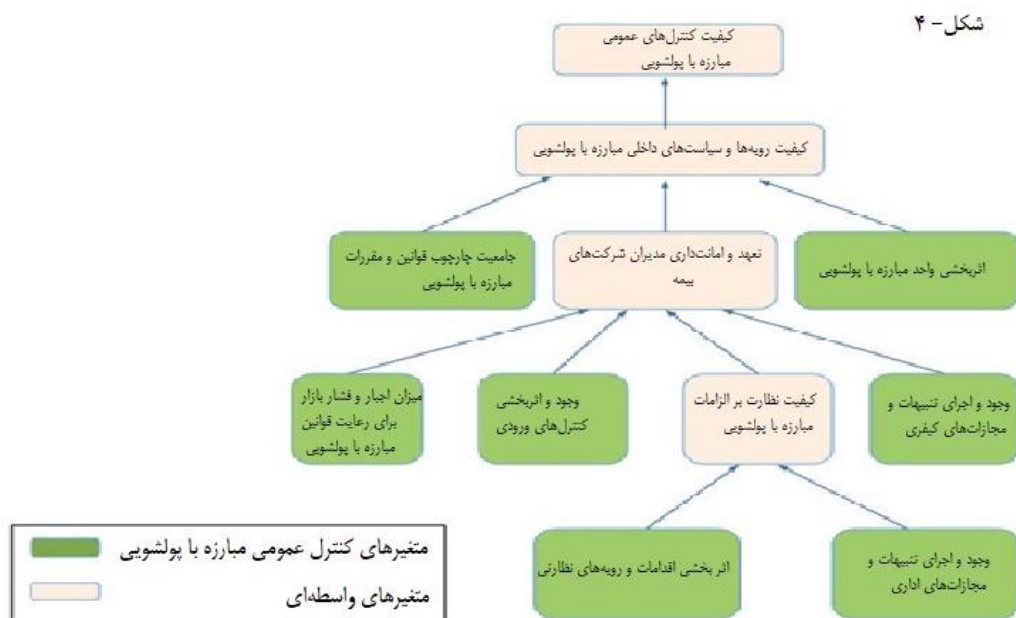 شکل- ۴
کیفیت کنترل‌های عمومی
مبارزه با پولشویی
کیفیت رویه‌ها و سیاست‌های داخلی مبارزه با پولشویی
اثربخشی واحد مبارزه با پولشویی
تعهد و امانت‌داری مدیران شرکت‌های
بیمه
جامعیت چارچوب قوانین و مقررات
مبارزه با پولشویی
وجود و اجرای تنبیهات و
مجازات‌های کیفری
کیفیت نظارت بر الزامات
مبارزه با پولشویی
وجود و اثربخشی
کنترل‌های ورودی
میزان اجبار و فشار بازار
برای رعایت قوانین
مبارزه با پولشویی
وجود و اجرای تنبیهات و
مجازات‌های اداری
اثر بخشی اقدامات و رویه‌های نظارتی
متغیرهای کنترل عمومی مبارزه با پولشویی
متغیرهای واسطه‌ای